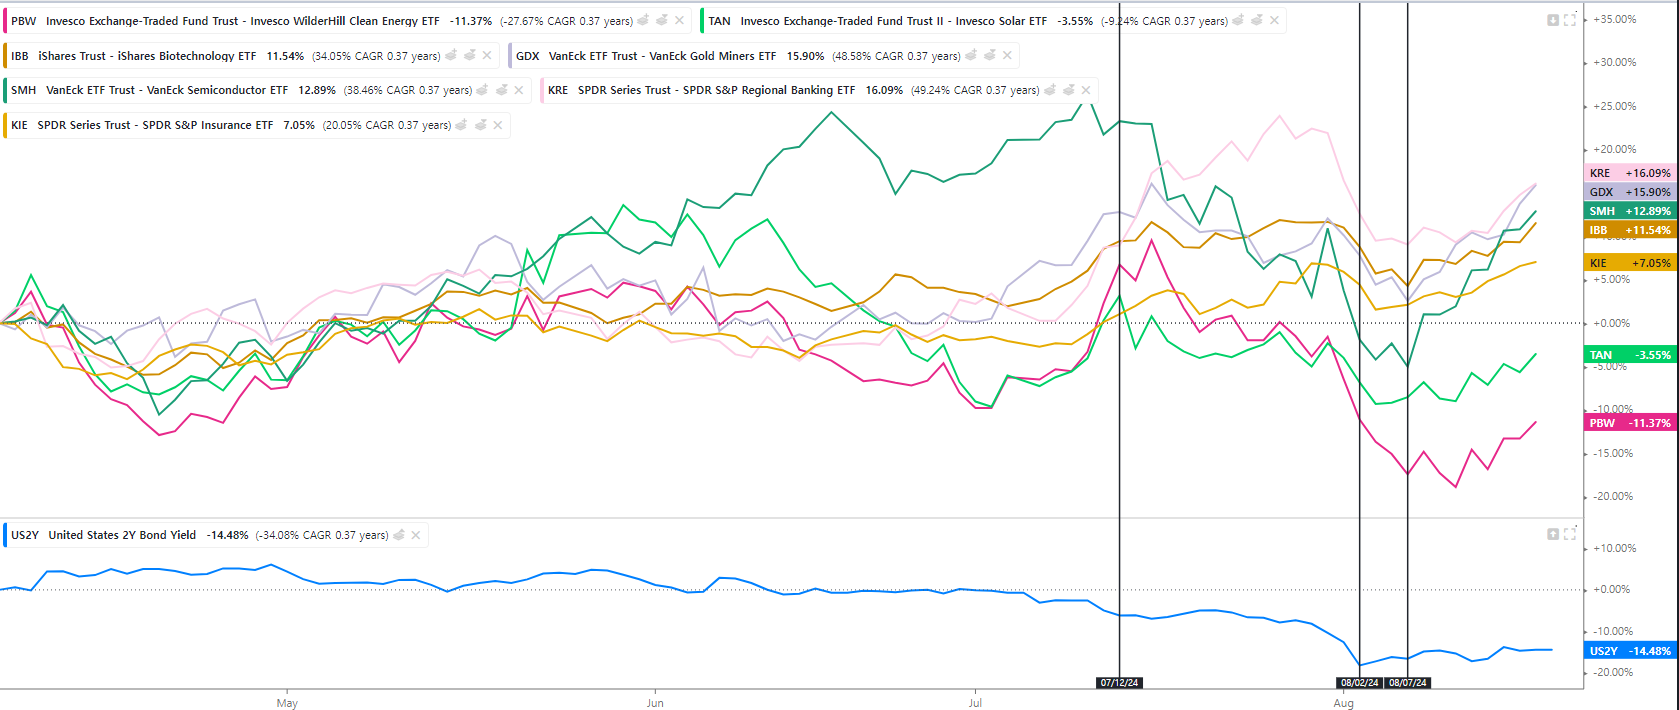 PBW Invesco Exchange-Traded Fund Trust - Invesco WilderHill Clean Energy ETF -11.37% (-27.67% CAGR 0.37 years)
TAN Invesco Exchange-Traded Fund Trust II - Invesco Solar ETF -3.55% (-9.24% CAGR 0.37 years)
IBB iShares Trust - iShares Biotechnology ETF 11.54% (34.05% CAGR 0.37 years)
GDX VanEck ETF Trust - VanEck Gold Miners ETF 15.90% (48.58% CAGR 0.37 years)
SMH VanEck ETF Trust - VanEck Semiconductor ETF 12.89% (38.46% CAGR 0.37 years)
KRE SPDR Series Trust - SPDR S&P Regional Banking ETF 16.09% (49.24% CAGR 0.37 years)
KIE SPDR Series Trust - SPDR S&P Insurance ETF 7.05% (20.05% CAGR 0.37 years)
+35.00%
+30.00%
+25.00%
+20.00%
KRE +16.09%
GDX +15.90%
SMH +12.89%
IBB +11.54%
KIE +7.05%
+5.00%
+0.00%
TAN -3.55%
-5.00%
-10.00%
PBW -11.37%
-15.00%
-20.00%
US2Y United States 2Y Bond Yield -14.48% (-34.08% CAGR 0.37 years)
+10.00%
+0.00%
-10.00%
US2Y -14.48%
-20.00%
07/12/24
08/02/24
08/07/24
May
Jun
Jul
Aug